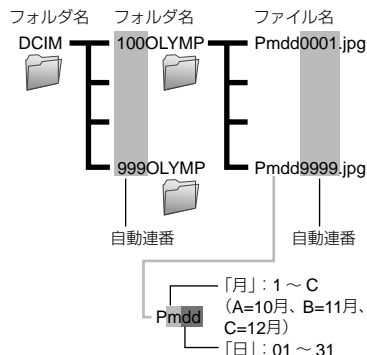 フォルダ名 フォルダ名 ファイル名
DCIM 100OLYMP Pmdd0001.jpg
999OLYMP Pmdd9999.jpg
自動連番 自動連番
「月」：1 ～ C
Pmdd （A=10月、B=11月、
C=12月）
「日」：01 ～ 31